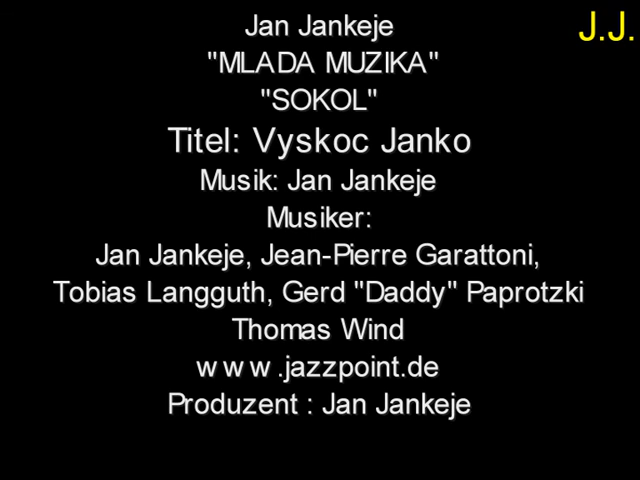 Jan Jankeje
J.J.
"MLADA MUZIKA"
"SOKOL"
Titel: Vyskoc Janko
Musik: Jan Jankeje
Musiker:
Jan Jankeje, Jean-Pierre Garattoni,
Tobias Langguth, Gerd "Daddy" Paprotzki
Thomas Wind
w w w .jazzpoint.de
Produzent : Jan Jankeje